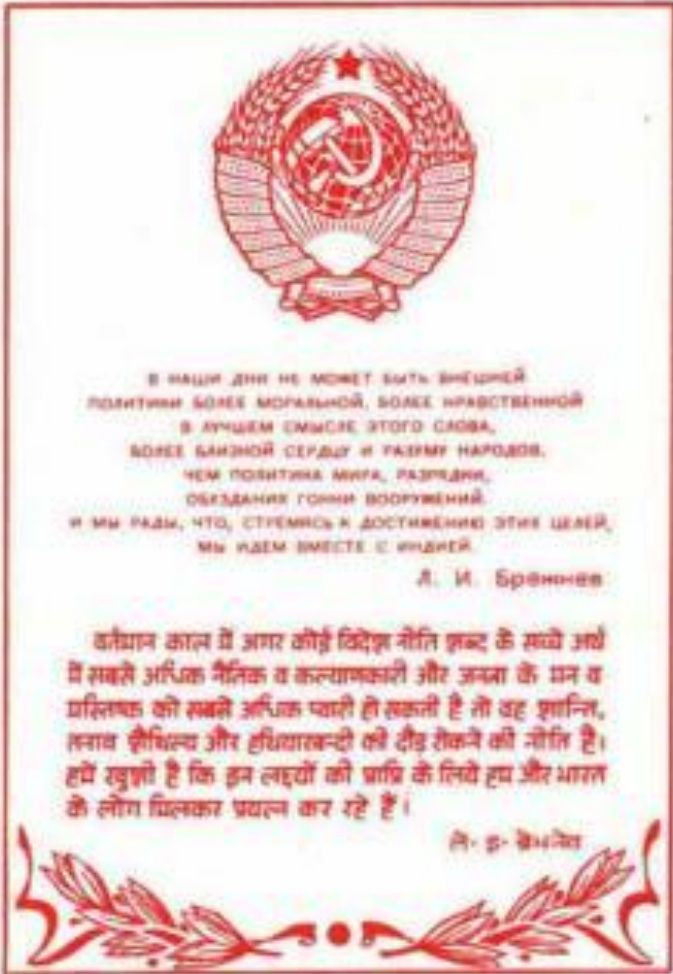 В НАШИ ДНИ НЕ МОЖЕТ БЫТЬ ВНЕШНЕЙ
ПОЛИТИКИ БОЛЕЕ МОРАЛЬНОЙ, БОЛЕЕ НРАВСТВЕННОЙ
В ЛУЧШЕМ СМЫСЛЕ ЭТОГО СЛОВА,
БОЛЕЕ БЛИЗКОЙ СЕРДЦУ И РАЗУМУ НАРОДОВ,
ЧЕМ ПОЛИТИКА МИРА, РАЗРЯДКИ,
ОБУЗДАНИЯ ГОНКИ ВООРУЖЕНИЙ.
И МЫ РАДЫ, ЧТО, СТРЕМЯСЬ К ДОСТИЖЕНИЮ ЭТИХ ЦЕЛЕЙ,
МЫ ИДЕМ ВМЕСТЕ С ИНДИЕЙ.
Л. И. Брежнев
वर्तमान काल में अगर कोई विदेश नीति शब्द के सच्चे अर्थ
में सबसे अधिक नैतिक व कल्याणकारी और जनता के मन व
मस्तिष्क को सबसे अधिक प्यारी हो सकती है तो वह शान्ति,
तनाव शैथिल्य और हथियारबन्दी की दौड़ रोकने की नीति है।
हमें खुशी है कि इन लक्ष्यों की प्राप्ति के लिये हम और भारत
के लोग मिलकर प्रयत्न कर रहे हैं।
ले॰ इ॰ ब्रेझनेव